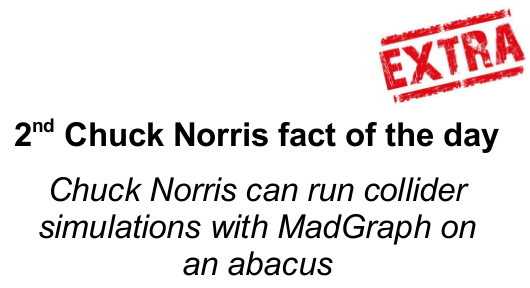 EXTRA
2nd Chuck Norris fact of the day
Chuck Norris can run collider
simulations with MadGraph on
an abacus